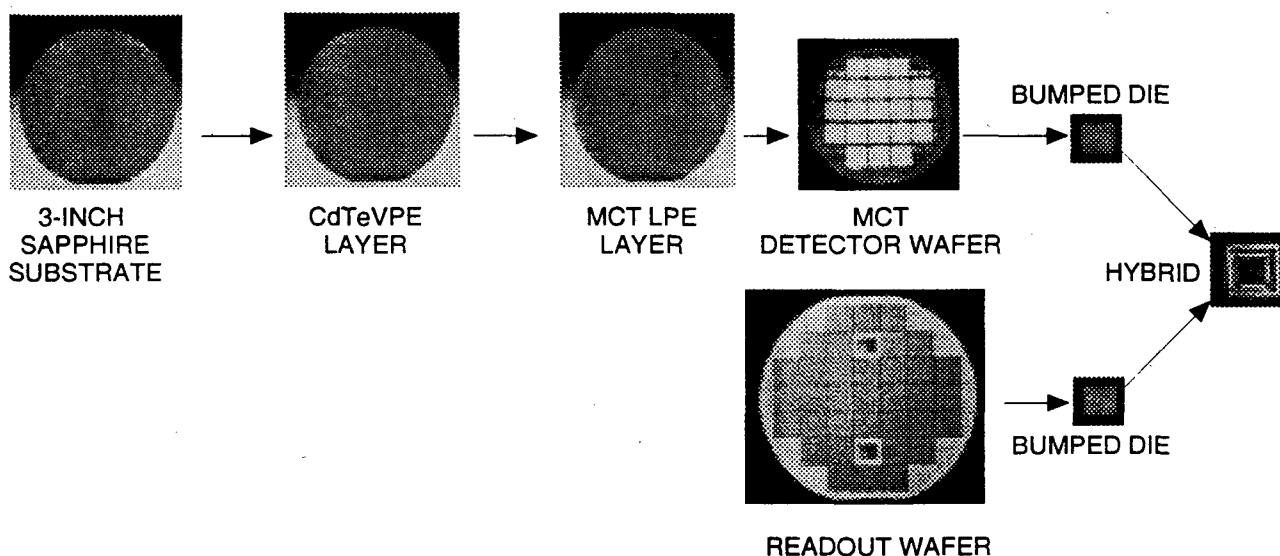 3-INCH
SAPPHIRE
SUBSTRATE
CdTeVPE
LAYER
MCT LPE
LAYER
MCT
DETECTOR WAFER
BUMPED DIE
HYBRID
BUMPED DIE
READOUT WAFER